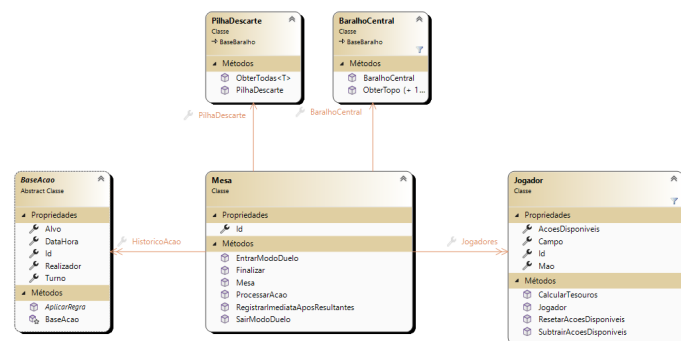 PilhaDescarte
Classe
BaseBaralho
Métodos
ObterTodas<T>
PilhaDescarte
BaralhoCentral
Classe
BaseBaralho
Métodos
BaralhoCentral
ObterTopo (+ 1...
PilhaDescarte
BaralhoCentral
BaseAcao
Abstract Classe
Propriedades
Alvo
DataHora
Id
Realizador
Turno
Métodos
AplicarRegra
BaseAcao
HistoricoAcao
Mesa
Classe
Propriedades
Id
Métodos
EntrarModoDuelo
Finalizar
Mesa
ProcessarAcao
RegistrarImediataAposResultantes
SairModoDuelo
Jogadores
Jogador
Classe
Propriedades
AcoesDisponiveis
Campo
Id
Mao
Métodos
CalcularTesouros
Jogador
ResetarAcoesDisponiveis
SubtrairAcoesDisponiveis